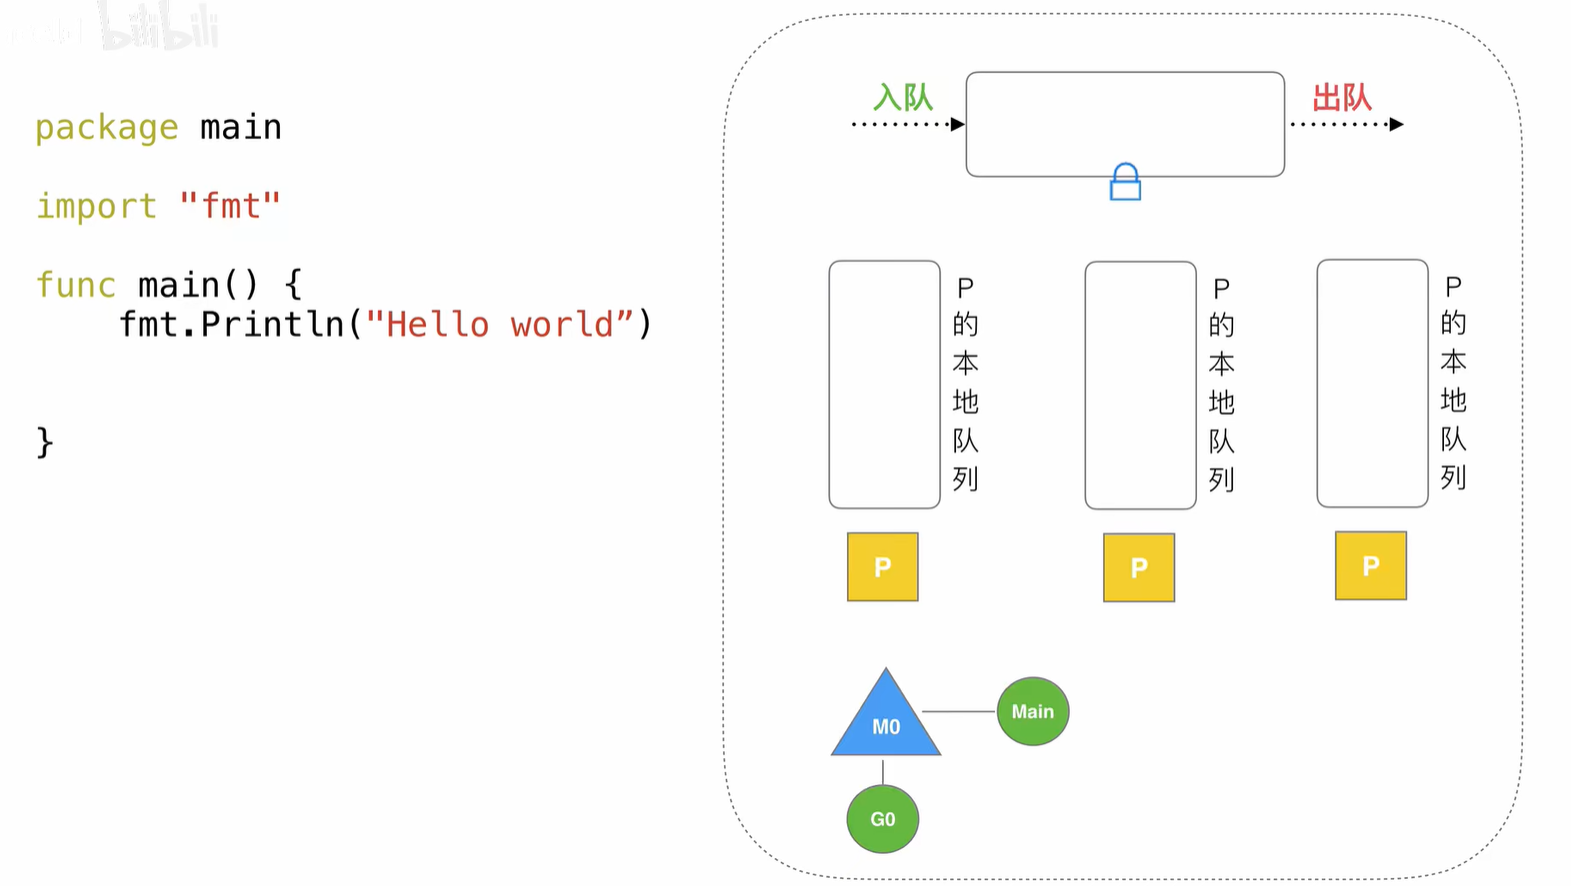 bilibili
package main
import "fmt"
func main() {
fmt.Println("Hello world”)
}
入队
出队
P的本地队列
P的本地队列
P的本地队列
P
P
P
M0
Main
G0